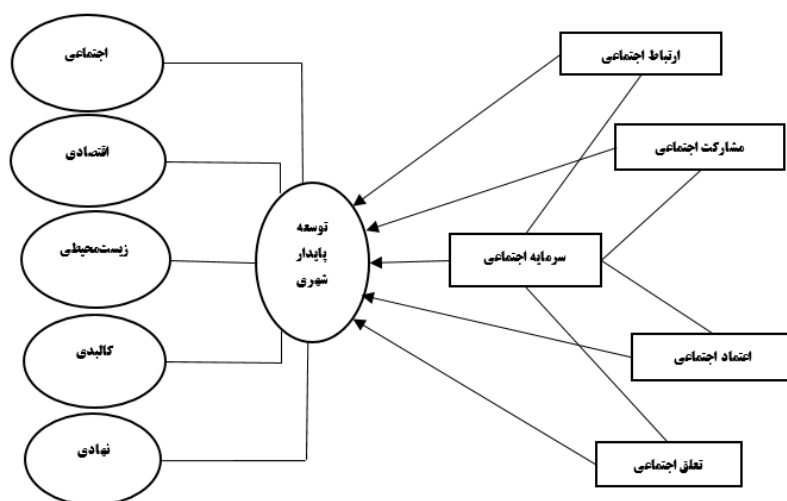 اجتماعی
ارتباط اجتماعی
اقتصادی
مشارکت اجتماعی
توسعه
پایدار
شهری
زیست‌محیطی
سرمایه اجتماعی
کالبدی
اعتماد اجتماعی
نهادی
تعلق اجتماعی